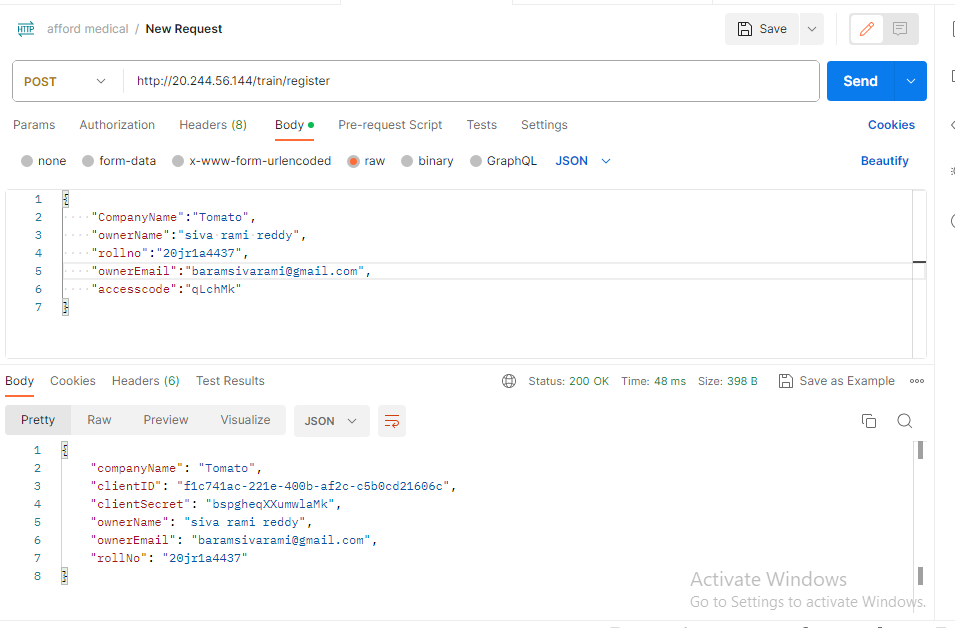 HTTP afford medical / New Request Save
POST http://20.244.56.144/train/register Send
Params Authorization Headers (8) Body Pre-request Script Tests Settings Cookies
none form-data x-www-form-urlencoded raw binary GraphQL JSON Beautify
1 {
2 "CompanyName":"Tomato",
3 "ownerName":"siva rami reddy",
4 "rollno":"20jr1a4437",
5 "ownerEmail":"baramsivarami@gmail.com",
6 "accesscode":"qLchMk"
7 }
Body Cookies Headers (6) Test Results Status: 200 OK Time: 48 ms Size: 398 B Save as Example
Pretty Raw Preview Visualize JSON
1 {
2 "companyName": "Tomato",
3 "clientID": "f1c741ac-221e-400b-af2c-c5b0cd21606c",
4 "clientSecret": "bspgheqXXumwlaMk",
5 "ownerName": "siva rami reddy",
6 "ownerEmail": "baramsivarami@gmail.com",
7 "rollNo": "20jr1a4437"
8 }
Activate Windows
Go to Settings to activate Windows.